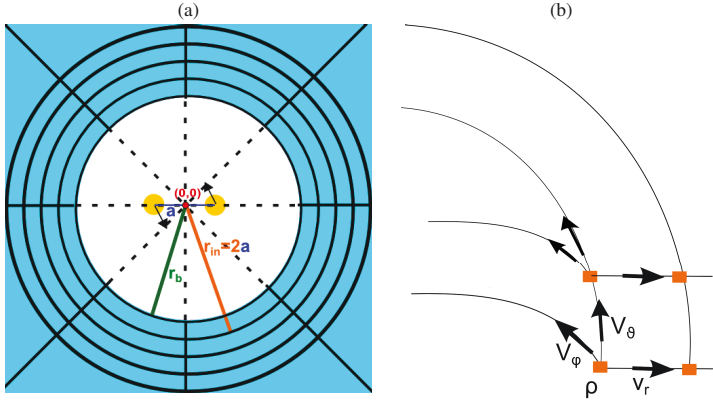 (a)
(b)
(0,0)
a
r_in=2a
r_b
V_ϑ
V_φ
ρ
v_r